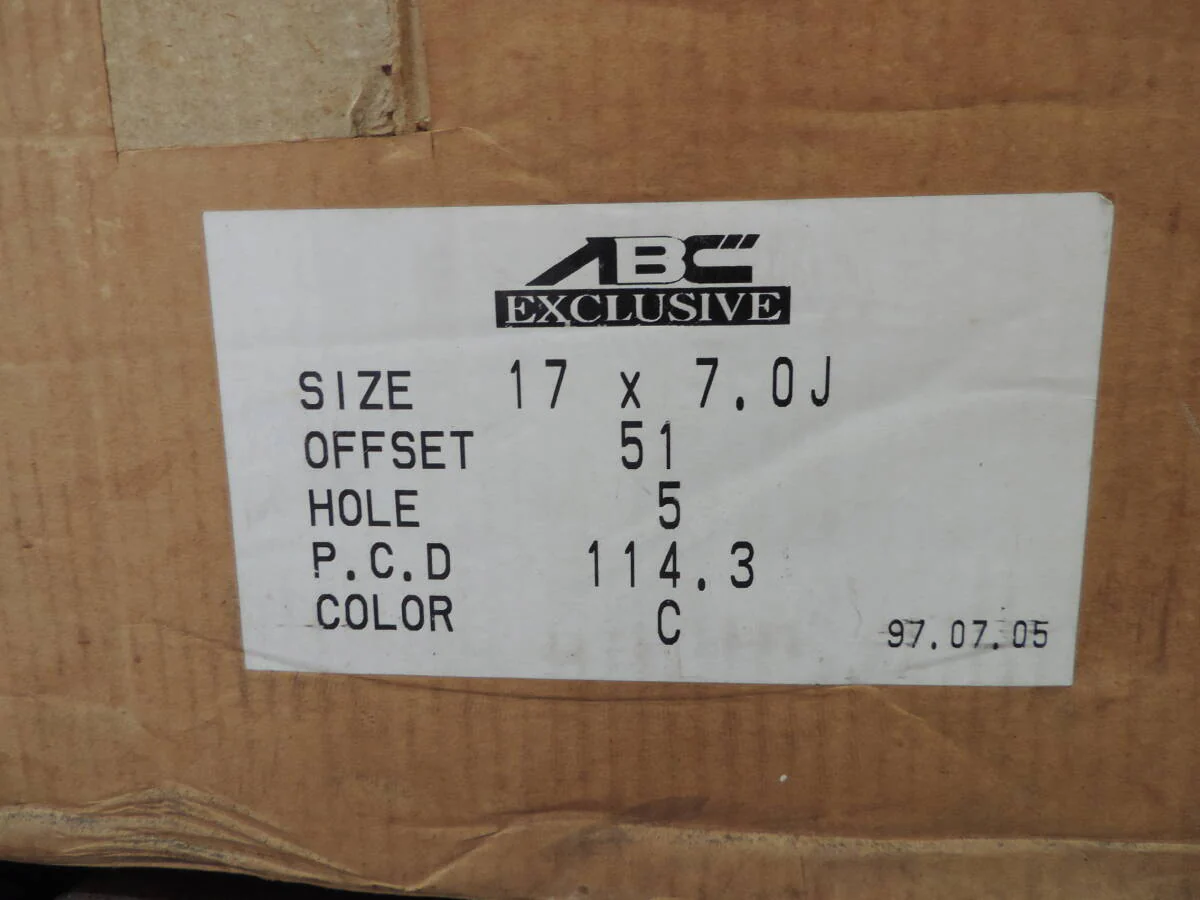 ABC
EXCLUSIVE
SIZE 17 x 7.0J
OFFSET 51
HOLE 5
P.C.D 114.3
COLOR C
97.07.05